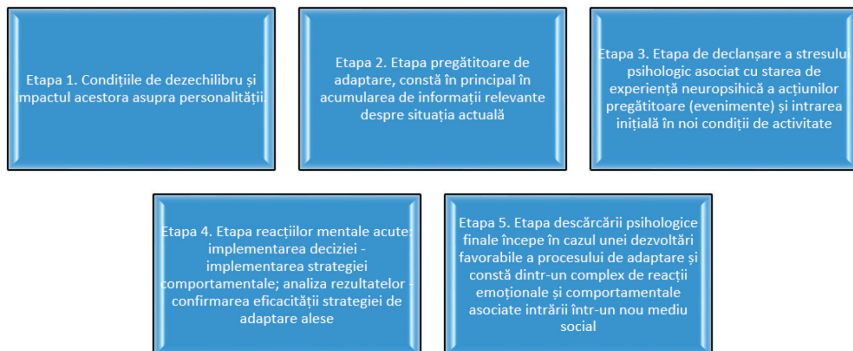 Etapa 1. Condițiile de dezechilibru și
impactul acestora asupra personalității.
Etapa 2. Etapa pregătitoare de
adaptare, constă în principal în
acumularea de informații relevante
despre situația actuală
Etapa 3. Etapa de declanșare a stresului
psihologic asociat cu starea de
experiență neuropsihică a acțiunilor
pregătitoare (evenimente) și intrarea
inițială în noi condiții de activitate
Etapa 4. Etapa reacțiilor mentale acute:
implementarea deciziei -
implementarea strategiei
comportamentale; analiza rezultatelor -
confirmarea eficacității strategiei de
adaptare alese
Etapa 5. Etapa descărcării psihologice
finale începe în cazul unei dezvoltări
favorabile a procesului de adaptare și
constă dintr-un complex de reacții
emoționale și comportamentale
asociate intrării într-un nou mediu
social